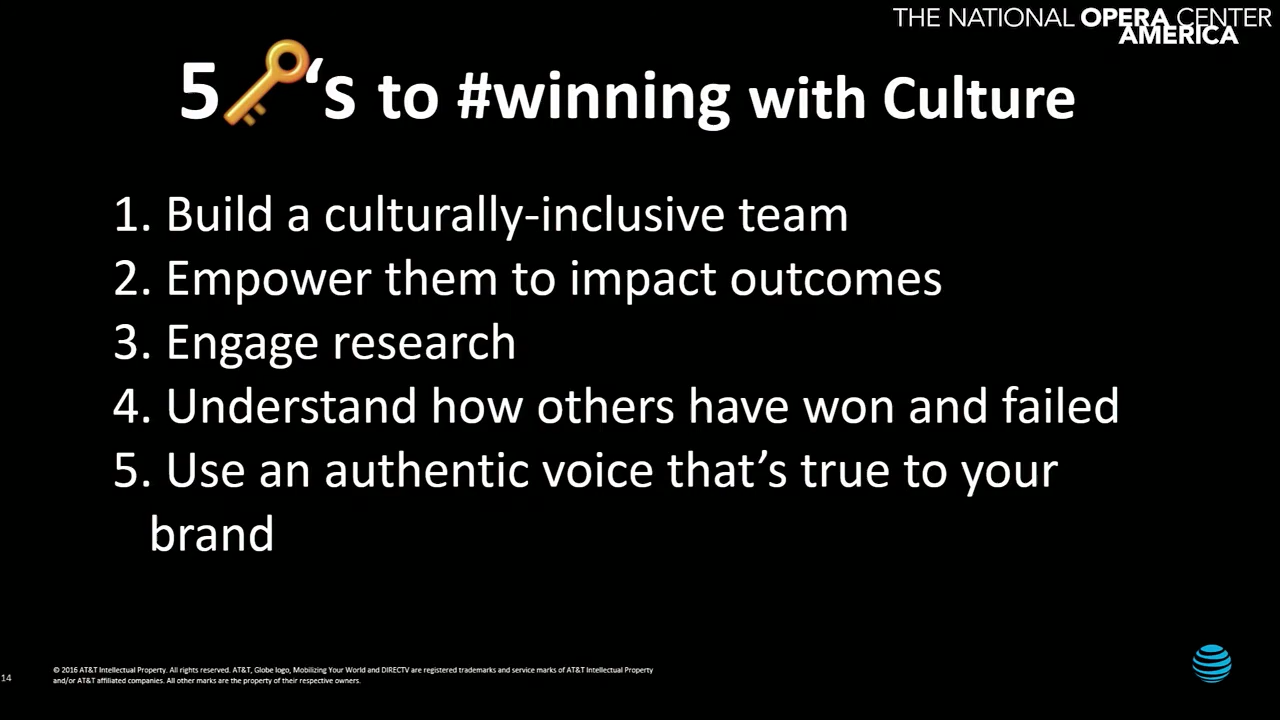 THE NATIONAL OPERA CENTER
AMERICA
5🔑‘s to #winning with Culture
1. Build a culturally-inclusive team
2. Empower them to impact outcomes
3. Engage research
4. Understand how others have won and failed
5. Use an authentic voice that’s true to your
brand
© 2016 AT&T Intellectual Property. All rights reserved. AT&T, Globe logo, Mobilizing Your World and DIRECTV are registered trademarks and service marks of AT&T Intellectual Property
and/or AT&T affiliated companies. All other marks are the property of their respective owners.
14